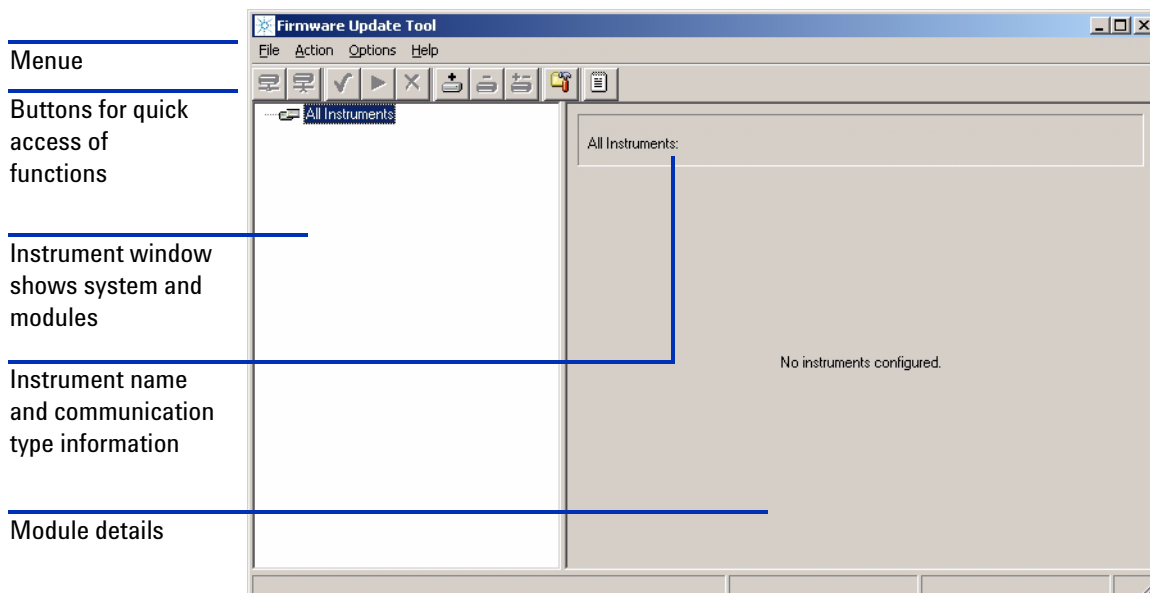 Firmware Update Tool
File Action Options Help
Menue
Buttons for quick
access of
functions
All Instruments
All Instruments:
Instrument window
shows system and
modules
No instruments configured.
Instrument name
and communication
type information
Module details